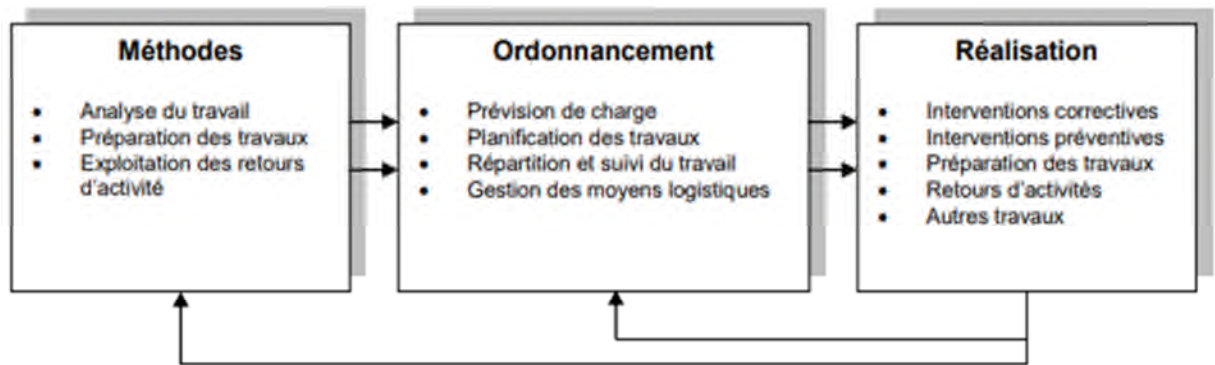 Méthodes
• Analyse du travail
• Préparation des travaux
• Exploitation des retours
d'activité
Ordonnancement
• Prévision de charge
• Planification des travaux
• Répartition et suivi du travail
• Gestion des moyens logistiques
Réalisation
• Interventions correctives
• Interventions préventives
• Préparation des travaux
• Retours d'activités
• Autres travaux